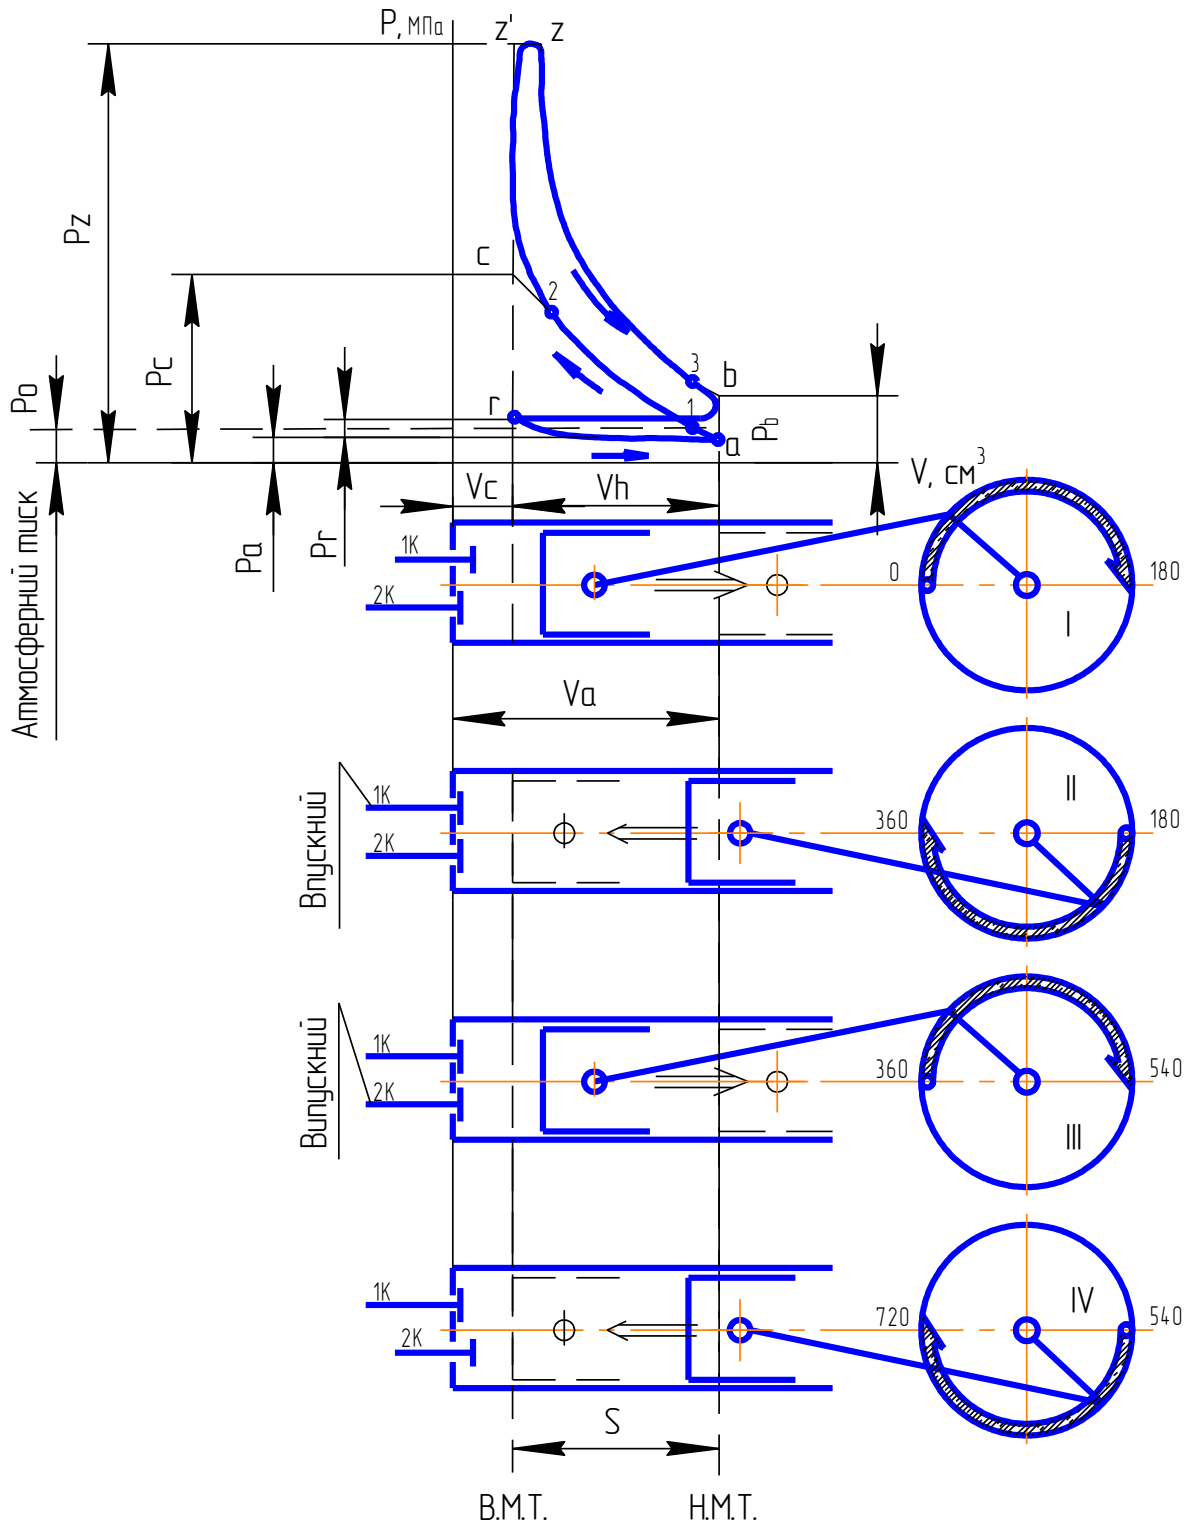 P, МПа
z'
z
Pz
c
2
Pc
Po
3
b
r
1
Pb
a
Vc
Vh
V, см³
Атмосферний тиск
Pa
Pr
1К
2К
0
180
I
Va
Впускний
1К
2К
360
180
II
Випускний
1К
2К
360
540
III
1К
2К
720
540
IV
S
В.М.Т.
Н.М.Т.